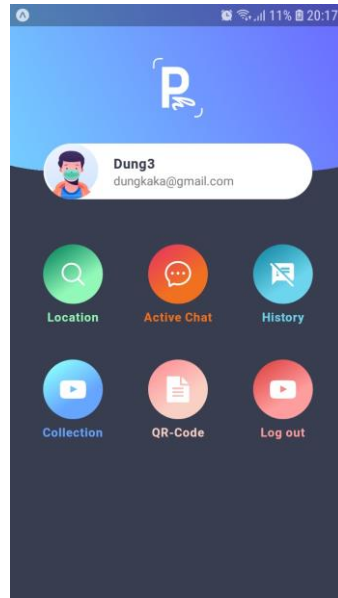 11% 20:17
P
Dung3
dungkaka@gmail.com
Location Active Chat History
Collection QR-Code Log out